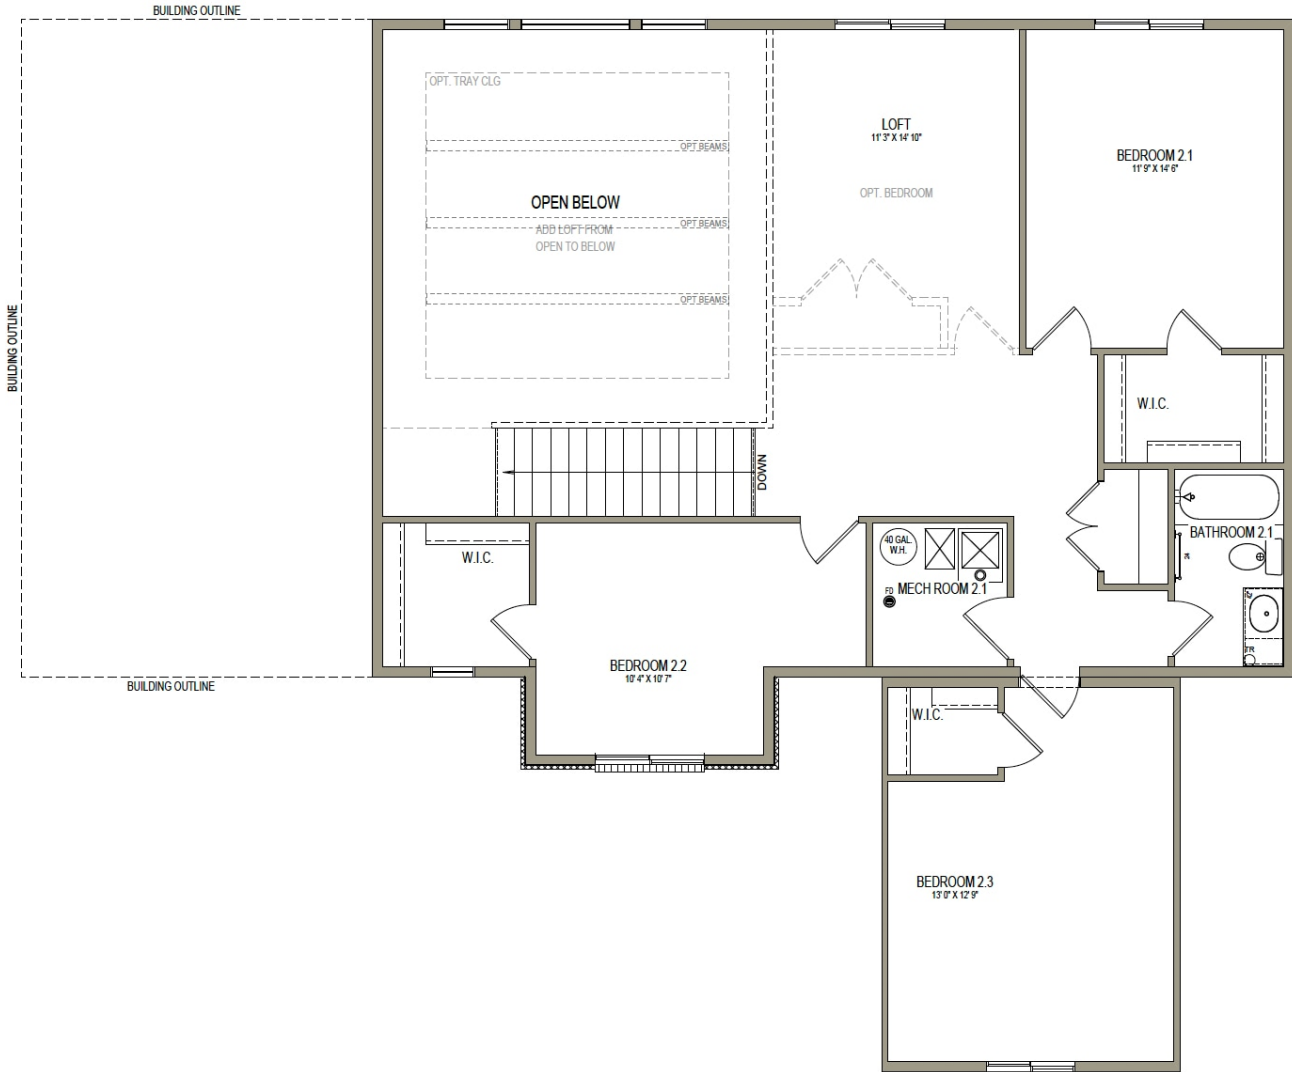 BUILDING OUTLINE
OPT. TRAY CLG
OPT BEAMS
LOFT
11' 3" X 14' 10"
BEDROOM 2.1
11' 9" X 14' 6"
OPT. BEDROOM
OPEN BELOW
OPT BEAMS
ADD LOFT FROM
OPEN TO BELOW
OPT BEAMS
BUILDING OUTLINE
W.I.C.
DOWN
BATHROOM 2.1
40 GAL.
W.H.
W.I.C.
FD
MECH ROOM 2.1
BEDROOM 2.2
10' 4" X 10' 7"
TR
BUILDING OUTLINE
W.I.C.
BEDROOM 2.3
13' 0" X 12' 9"